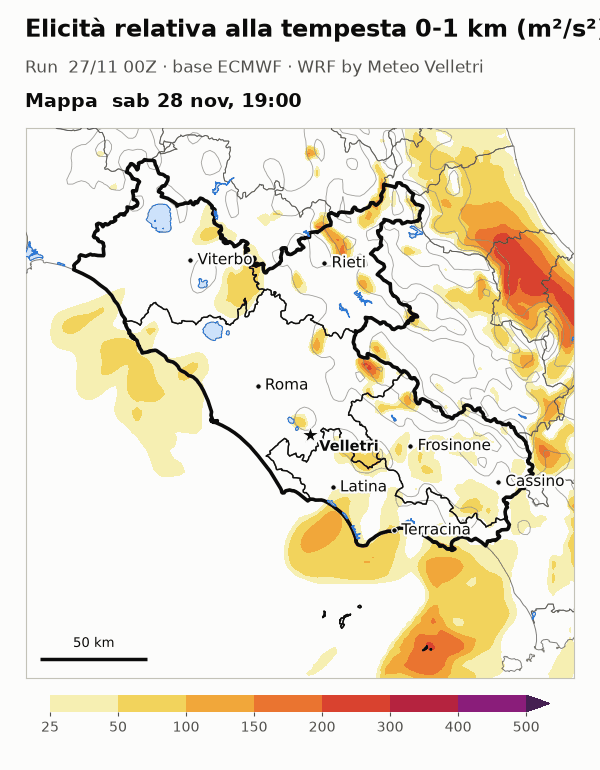 Elicità relativa alla tempesta 0-1 km (m²/s²)
Run 27/11 00Z · base ECMWF · WRF by Meteo Velletri
Mappa sab 28 nov, 19:00
Viterbo
Rieti
Roma
Velletri
Frosinone
Latina
Cassino
Terracina
50 km
25 50 100 150 200 300 400 500